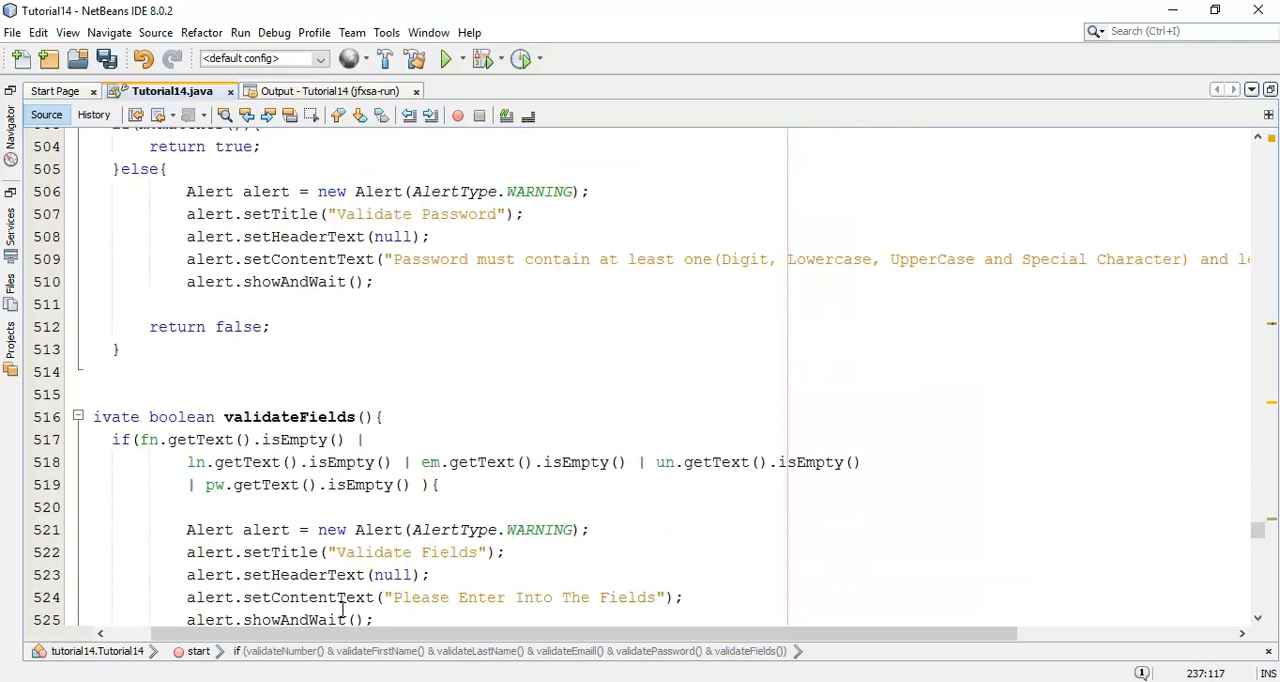 Tutorial14 - NetBeans IDE 8.0.2
File Edit View Navigate Source Refactor Run Debug Profile Team Tools Window Help
Search (Ctrl+I)
<default config>
Start Page Tutorial14.java Output - Tutorial14 (jfxsa-run)
Source History
Navigator
Services
Files
Projects
504 return true;
505 }else{
506 Alert alert = new Alert(AlertType.WARNING);
507 alert.setTitle("Validate Password");
508 alert.setHeaderText(null);
509 alert.setContentText("Password must contain at least one(Digit, Lowercase, UpperCase and Special Character) and le
510 alert.showAndWait();
511
512 return false;
513 }
514
515
516 ivate boolean validateFields(){
517 if(fn.getText().isEmpty() |
518 ln.getText().isEmpty() | em.getText().isEmpty() | un.getText().isEmpty()
519 | pw.getText().isEmpty() ){
520
521 Alert alert = new Alert(AlertType.WARNING);
522 alert.setTitle("Validate Fields");
523 alert.setHeaderText(null);
524 alert.setContentText("Please Enter Into The Fields");
525 alert.showAndWait();
tutorial14.Tutorial14 start if (validateNumber() & validateFirstName() & validateLastName() & validateEmaill() & validatePassword() & validateFields())
1 237:117 INS